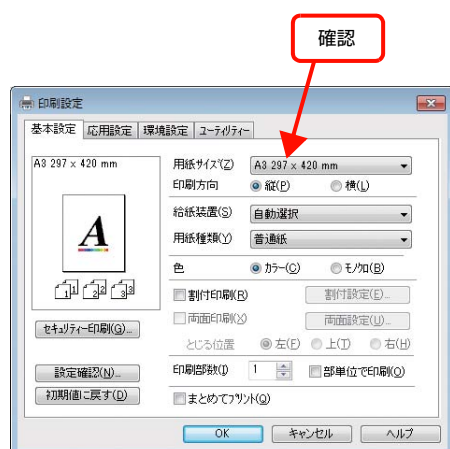 確認
印刷設定
基本設定 応用設定 環境設定 ユーティリティー
A3 297 x 420 mm
用紙サイズ(Z) A3 297 x 420 mm
印刷方向 縦(P) 横(L)
給紙装置(S) 自動選択
A
用紙種類(Y) 普通紙
色 カラー(C) モノクロ(B)
1 1 2 2 3 3
割付印刷(R) 割付設定(E)...
両面印刷(X) 両面設定(U)...
セキュリティー印刷(G)...
とじる位置 左(F) 上(T) 右(H)
設定確認(N)... 印刷部数(I) 1 部単位で印刷(O)
初期値に戻す(D) まとめてプリント(Q)
OK キャンセル ヘルプ